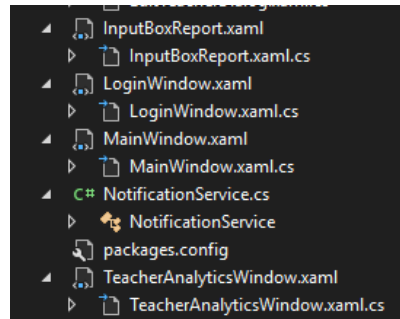 InputBoxReport.xaml
InputBoxReport.xaml.cs
LoginWindow.xaml
LoginWindow.xaml.cs
MainWindow.xaml
MainWindow.xaml.cs
C# NotificationService.cs
NotificationService
packages.config
TeacherAnalyticsWindow.xaml
TeacherAnalyticsWindow.xaml.cs